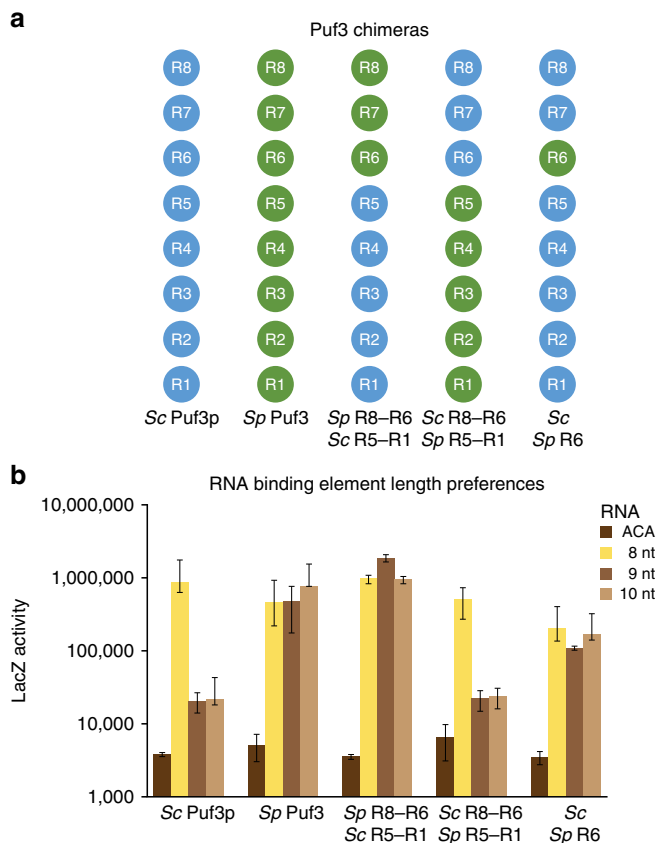 a
Puf3 chimeras
R8 R8 R8 R8 R8
R7 R7 R7 R7 R7
R6 R6 R6 R6 R6
R5 R5 R5 R5 R5
R4 R4 R4 R4 R4
R3 R3 R3 R3 R3
R2 R2 R2 R2 R2
R1 R1 R1 R1 R1
Sc Puf3p Sp Puf3 Sp R8–R6 Sc R8–R6 Sc
Sc R5–R1 Sp R5–R1 Sp R6
b
RNA binding element length preferences
LacZ activity
10,000,000
1,000,000
100,000
10,000
1,000
RNA
ACA
8 nt
9 nt
10 nt
Sc Puf3p Sp Puf3 Sp R8–R6 Sc R8–R6 Sc
Sc R5–R1 Sp R5–R1 Sp R6